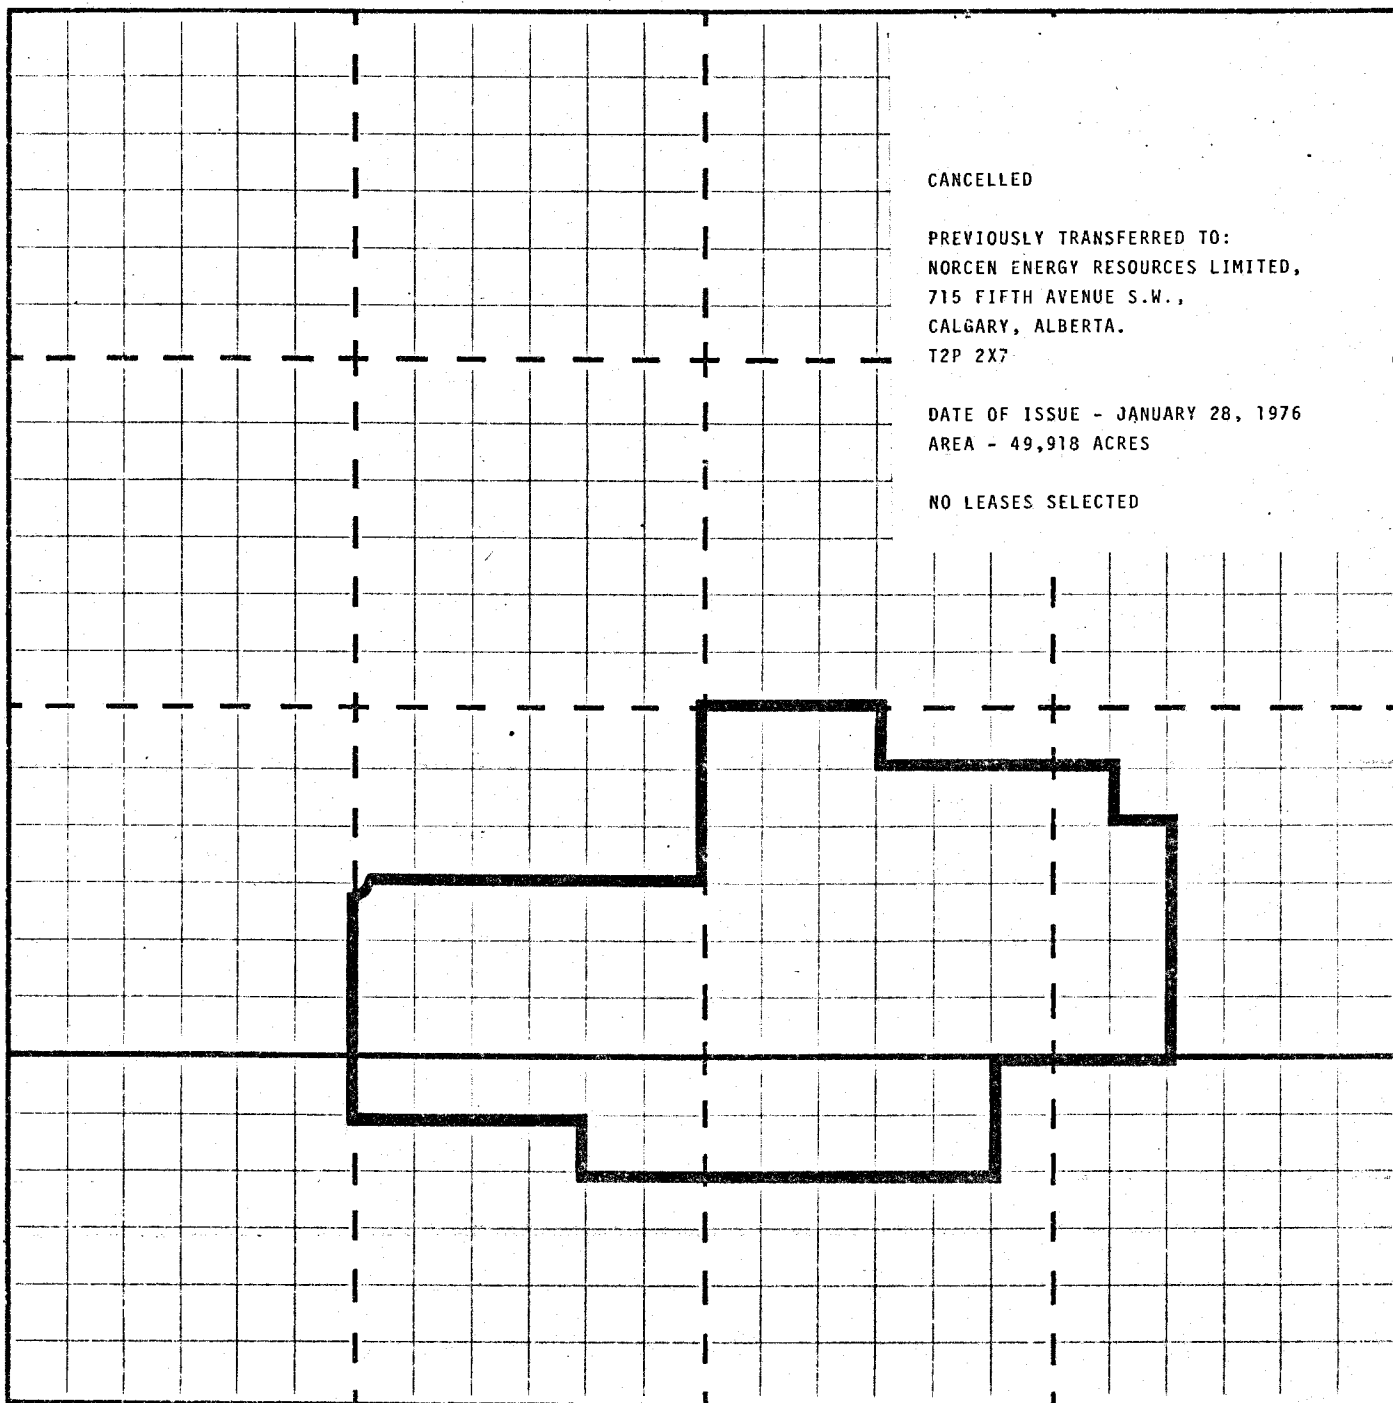 CANCELLED
PREVIOUSLY TRANSFERRED TO:
NORCEN ENERGY RESOURCES LIMITED,
715 FIFTH AVENUE S.W.,
CALGARY, ALBERTA.
T2P 2X7
DATE OF ISSUE - JANUARY 28, 1976
AREA - 49,918 ACRES
NO LEASES SELECTED